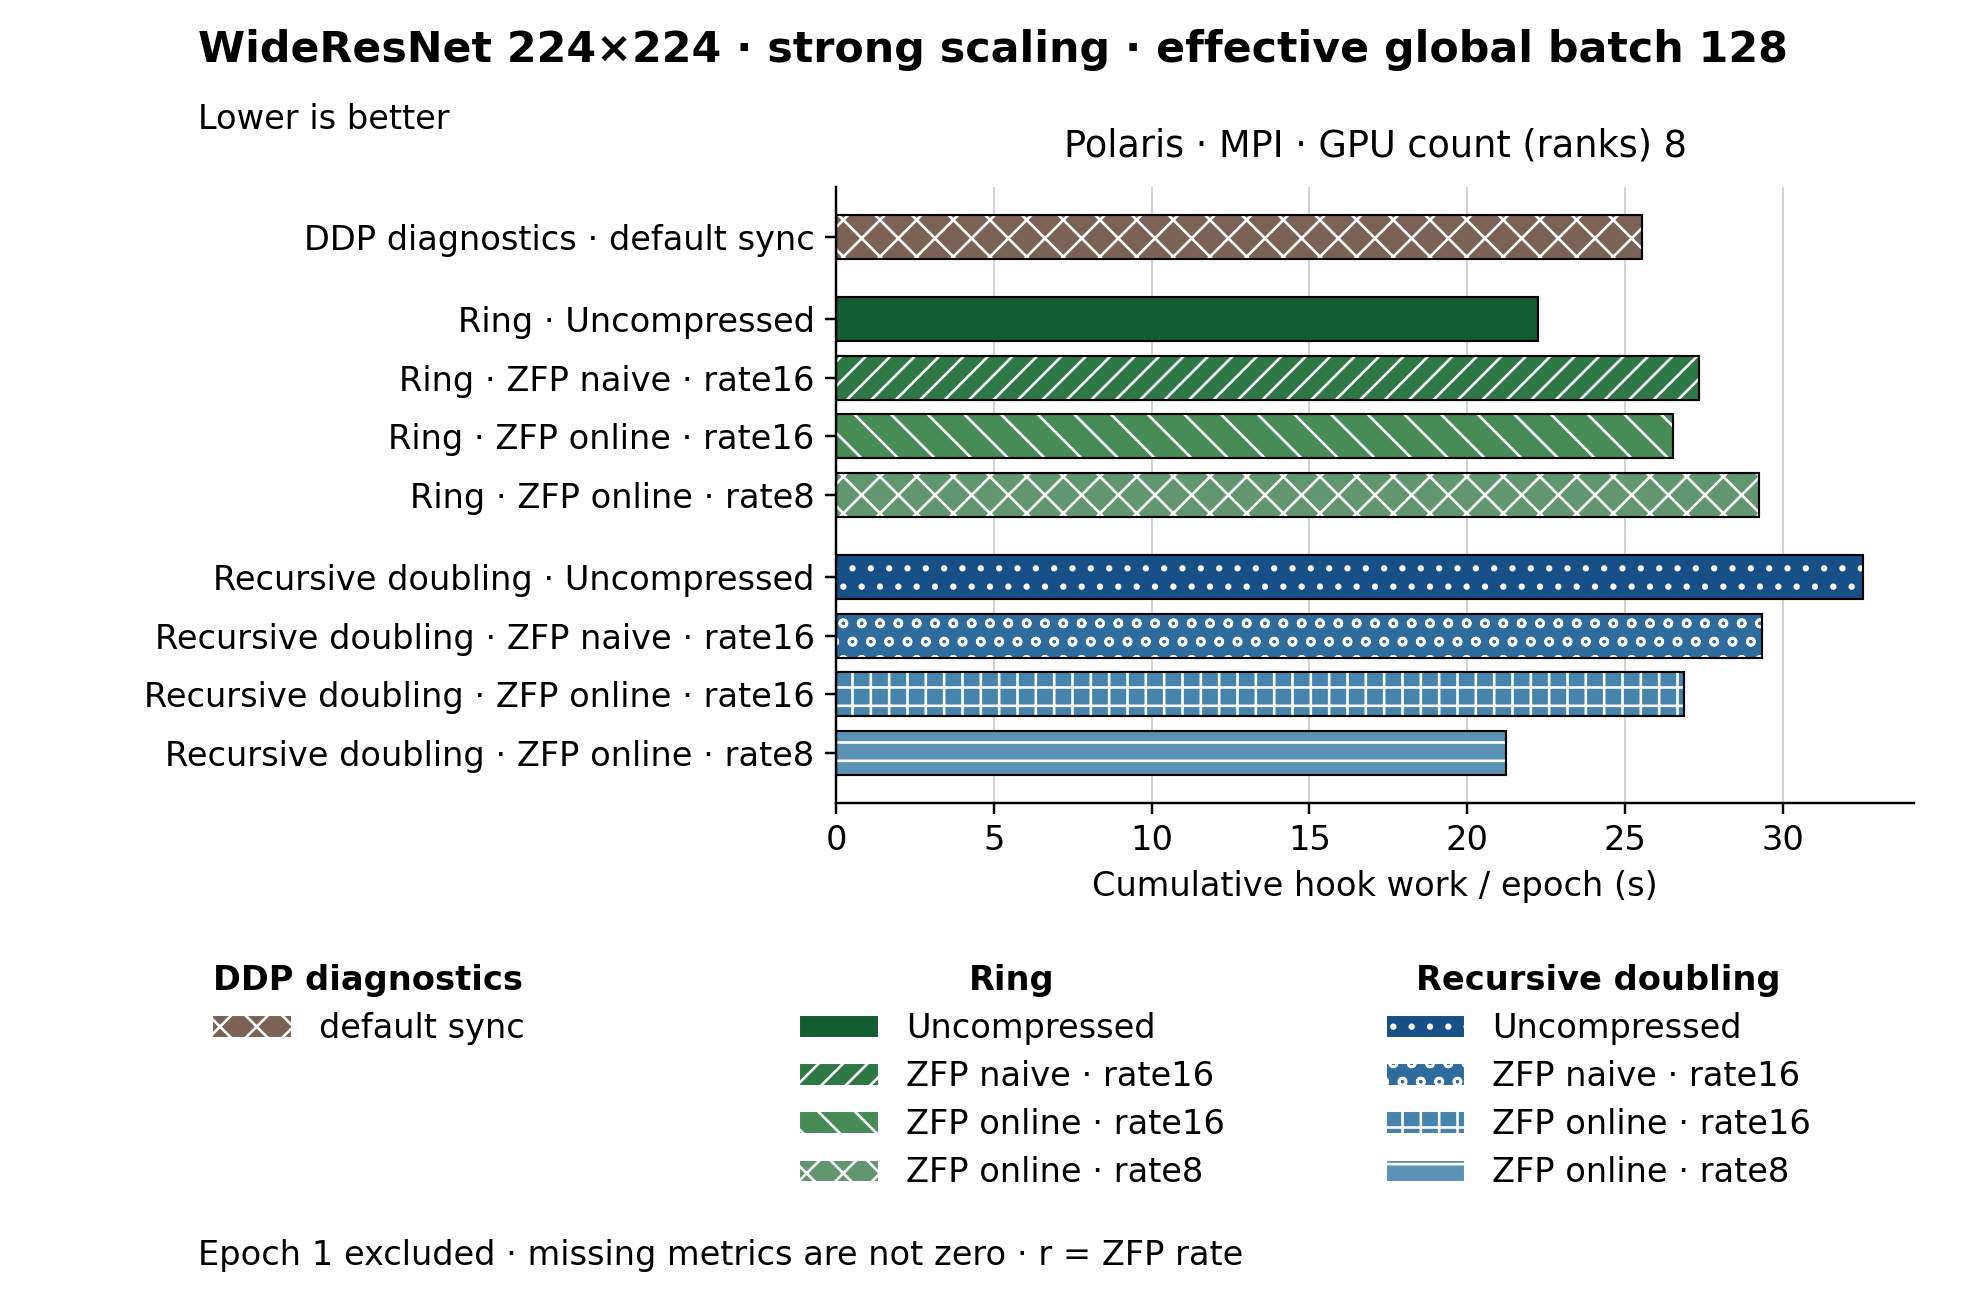 WideResNet 224×224 · strong scaling · effective global batch 128
Lower is better
Polaris · MPI · GPU count (ranks) 8
DDP diagnostics · default sync
Ring · Uncompressed
Ring · ZFP naive · rate16
Ring · ZFP online · rate16
Ring · ZFP online · rate8
Recursive doubling · Uncompressed
Recursive doubling · ZFP naive · rate16
Recursive doubling · ZFP online · rate16
Recursive doubling · ZFP online · rate8
0 5 10 15 20 25 30
Cumulative hook work / epoch (s)
DDP diagnostics
default sync
Ring
Uncompressed
ZFP naive · rate16
ZFP online · rate16
ZFP online · rate8
Recursive doubling
Uncompressed
ZFP naive · rate16
ZFP online · rate16
ZFP online · rate8
Epoch 1 excluded · missing metrics are not zero · r = ZFP rate